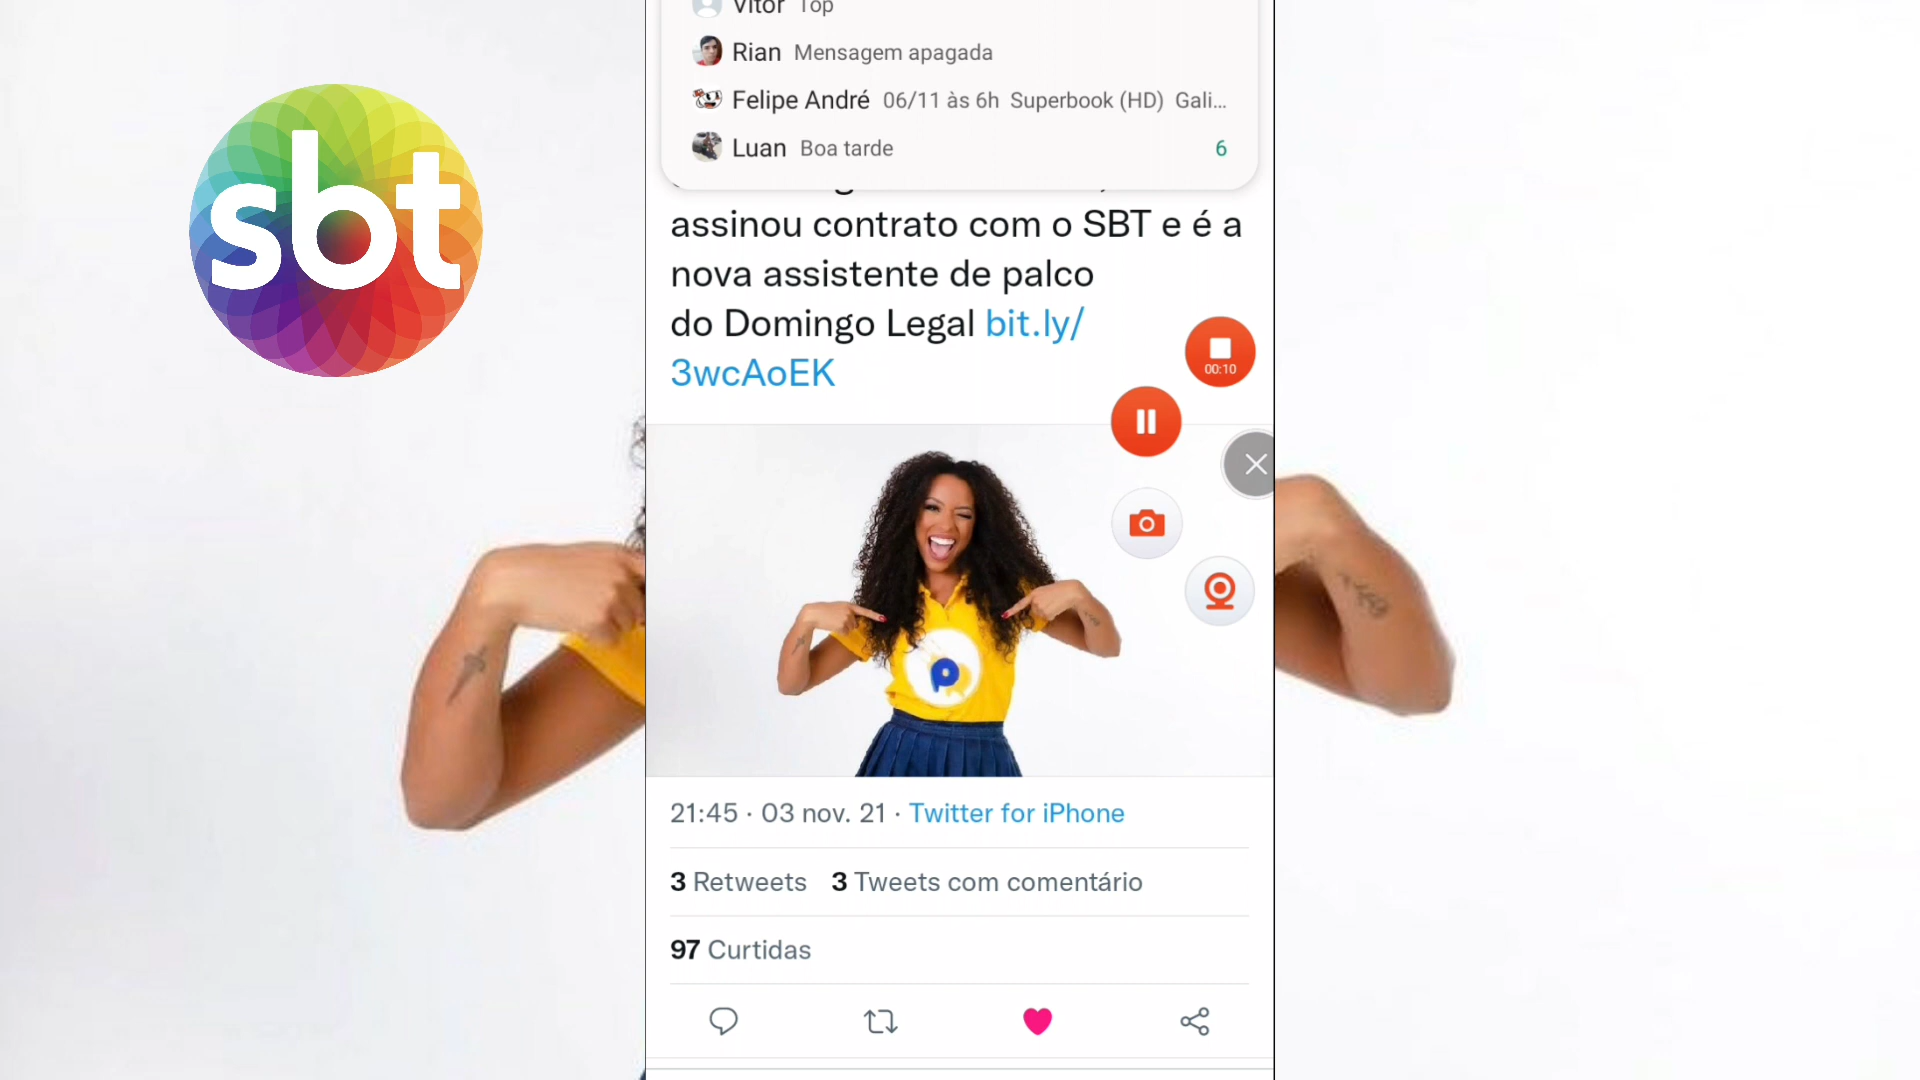 sbt
Vitor Top
Rian Mensagem apagada
Felipe André 06/11 às 6h Superbook (HD) Gali...
Luan Boa tarde 6
assinou contrato com o SBT e é a
nova assistente de palco
do Domingo Legal bit.ly/
3wcAoEK
00:10
P
21:45 · 03 nov. 21 · Twitter for iPhone
3 Retweets 3 Tweets com comentário
97 Curtidas